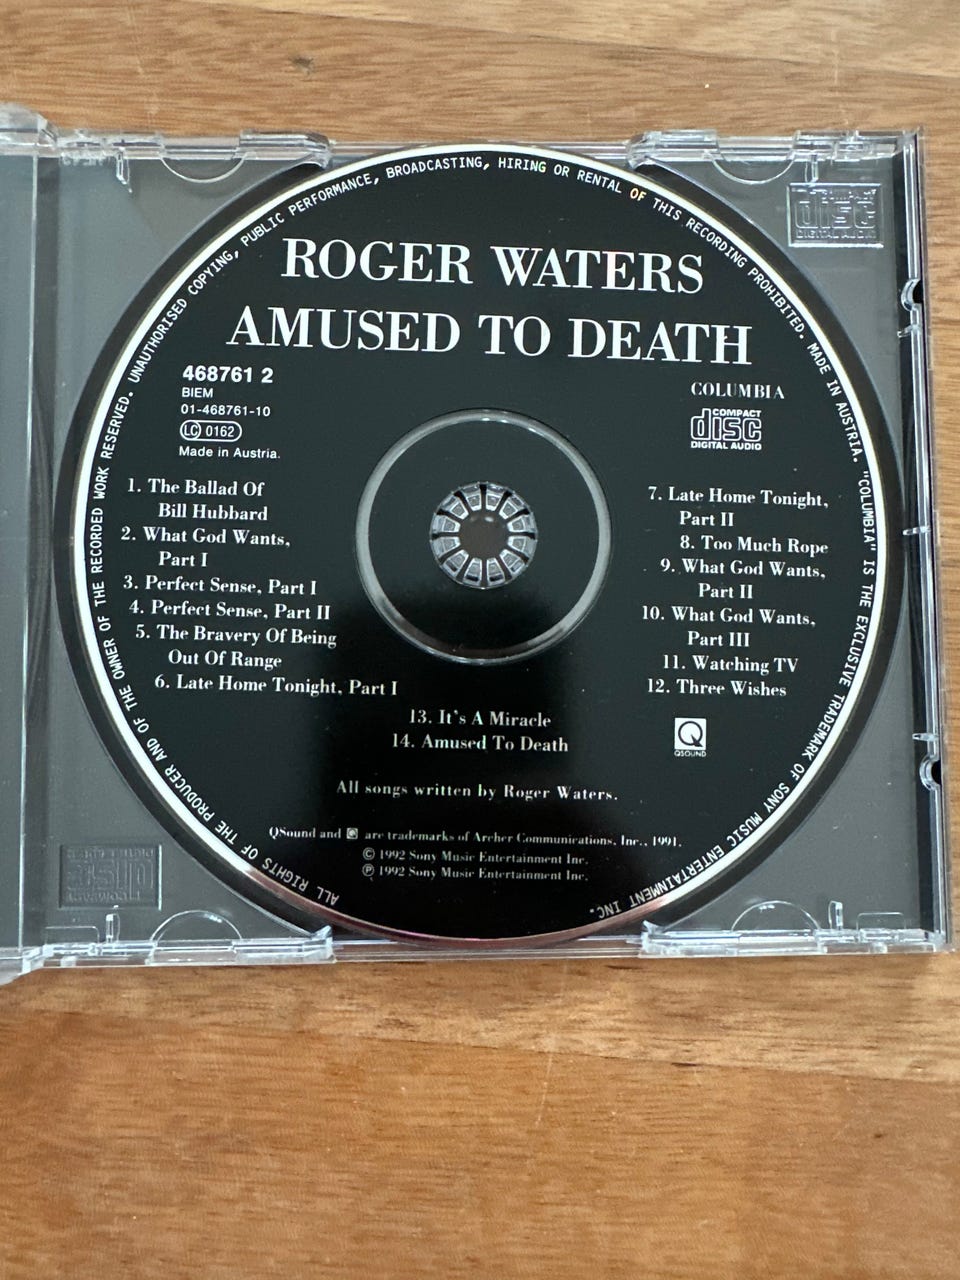 ALL RIGHTS OF THE PRODUCER AND OF THE OWNER OF THE RECORDED WORK RESERVED. UNAUTHORISED COPYING, PUBLIC PERFORMANCE, BROADCASTING, HIRING OR RENTAL OF THIS RECORDING PROHIBITED. MADE IN AUSTRIA. "COLUMBIA" IS THE EXCLUSIVE TRADEMARK OF SONY MUSIC ENTERTAINMENT INC.
ROGER WATERS
AMUSED TO DEATH
468761 2
BIEM
01-468761-10
LC 0162
Made in Austria.
COLUMBIA
COMPACT
disc
DIGITAL AUDIO
1. The Ballad Of
Bill Hubbard
2. What God Wants,
Part I
3. Perfect Sense, Part I
4. Perfect Sense, Part II
5. The Bravery Of Being
Out Of Range
6. Late Home Tonight, Part I
7. Late Home Tonight,
Part II
8. Too Much Rope
9. What God Wants,
Part II
10. What God Wants,
Part III
11. Watching TV
12. Three Wishes
13. It's A Miracle
14. Amused To Death
Q
QSOUND
All songs written by Roger Waters.
QSound and Q are trademarks of Archer Communications, Inc., 1991.
© 1992 Sony Music Entertainment Inc.
℗ 1992 Sony Music Entertainment Inc.
COMPACT
disc
DIGITAL AUDIO